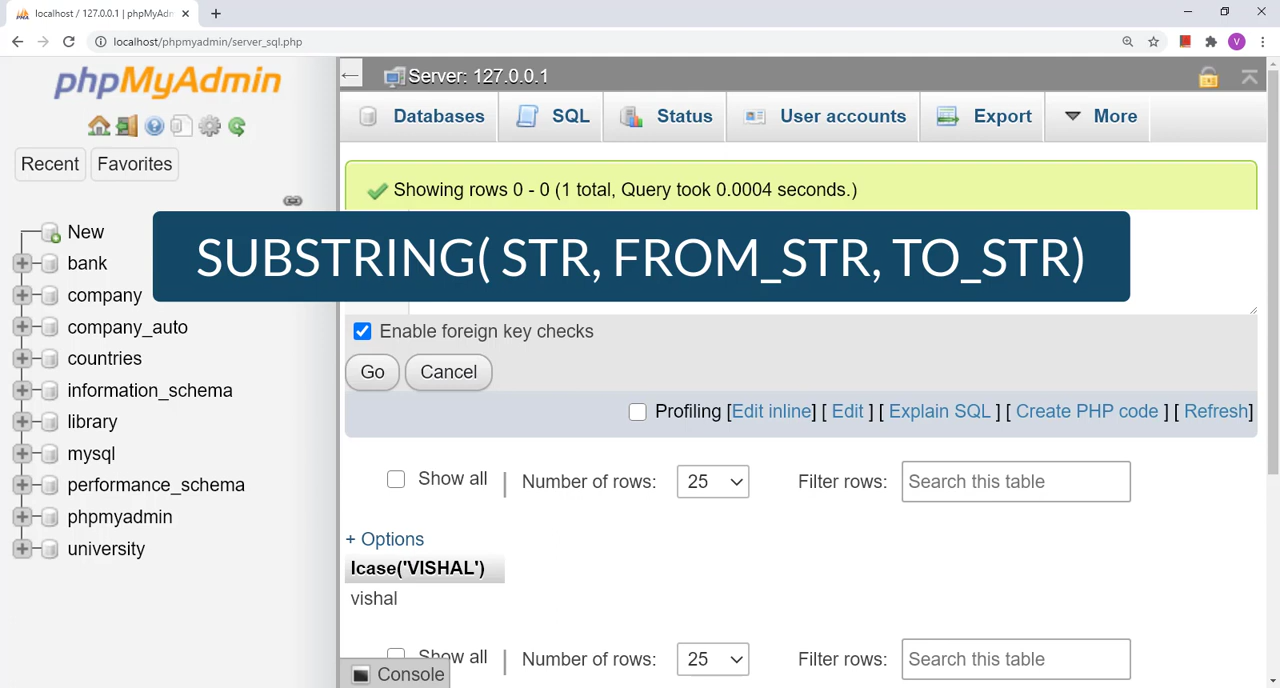 localhost / 127.0.0.1 | phpMyAdm
localhost/phpmyadmin/server_sql.php
V
phpMyAdmin
Recent
Favorites
New
bank
company
company_auto
countries
information_schema
library
mysql
performance_schema
phpmyadmin
university
Server: 127.0.0.1
Databases
SQL
Status
User accounts
Export
More
Showing rows 0 - 0 (1 total, Query took 0.0004 seconds.)
SUBSTRING( STR, FROM_STR, TO_STR)
Enable foreign key checks
Go
Cancel
Profiling [Edit inline] [ Edit ] [ Explain SQL ] [ Create PHP code ] [ Refresh]
Show all | Number of rows: 25 Filter rows: Search this table
+ Options
lcase('VISHAL')
vishal
Show all | Number of rows: 25 Filter rows: Search this table
Console